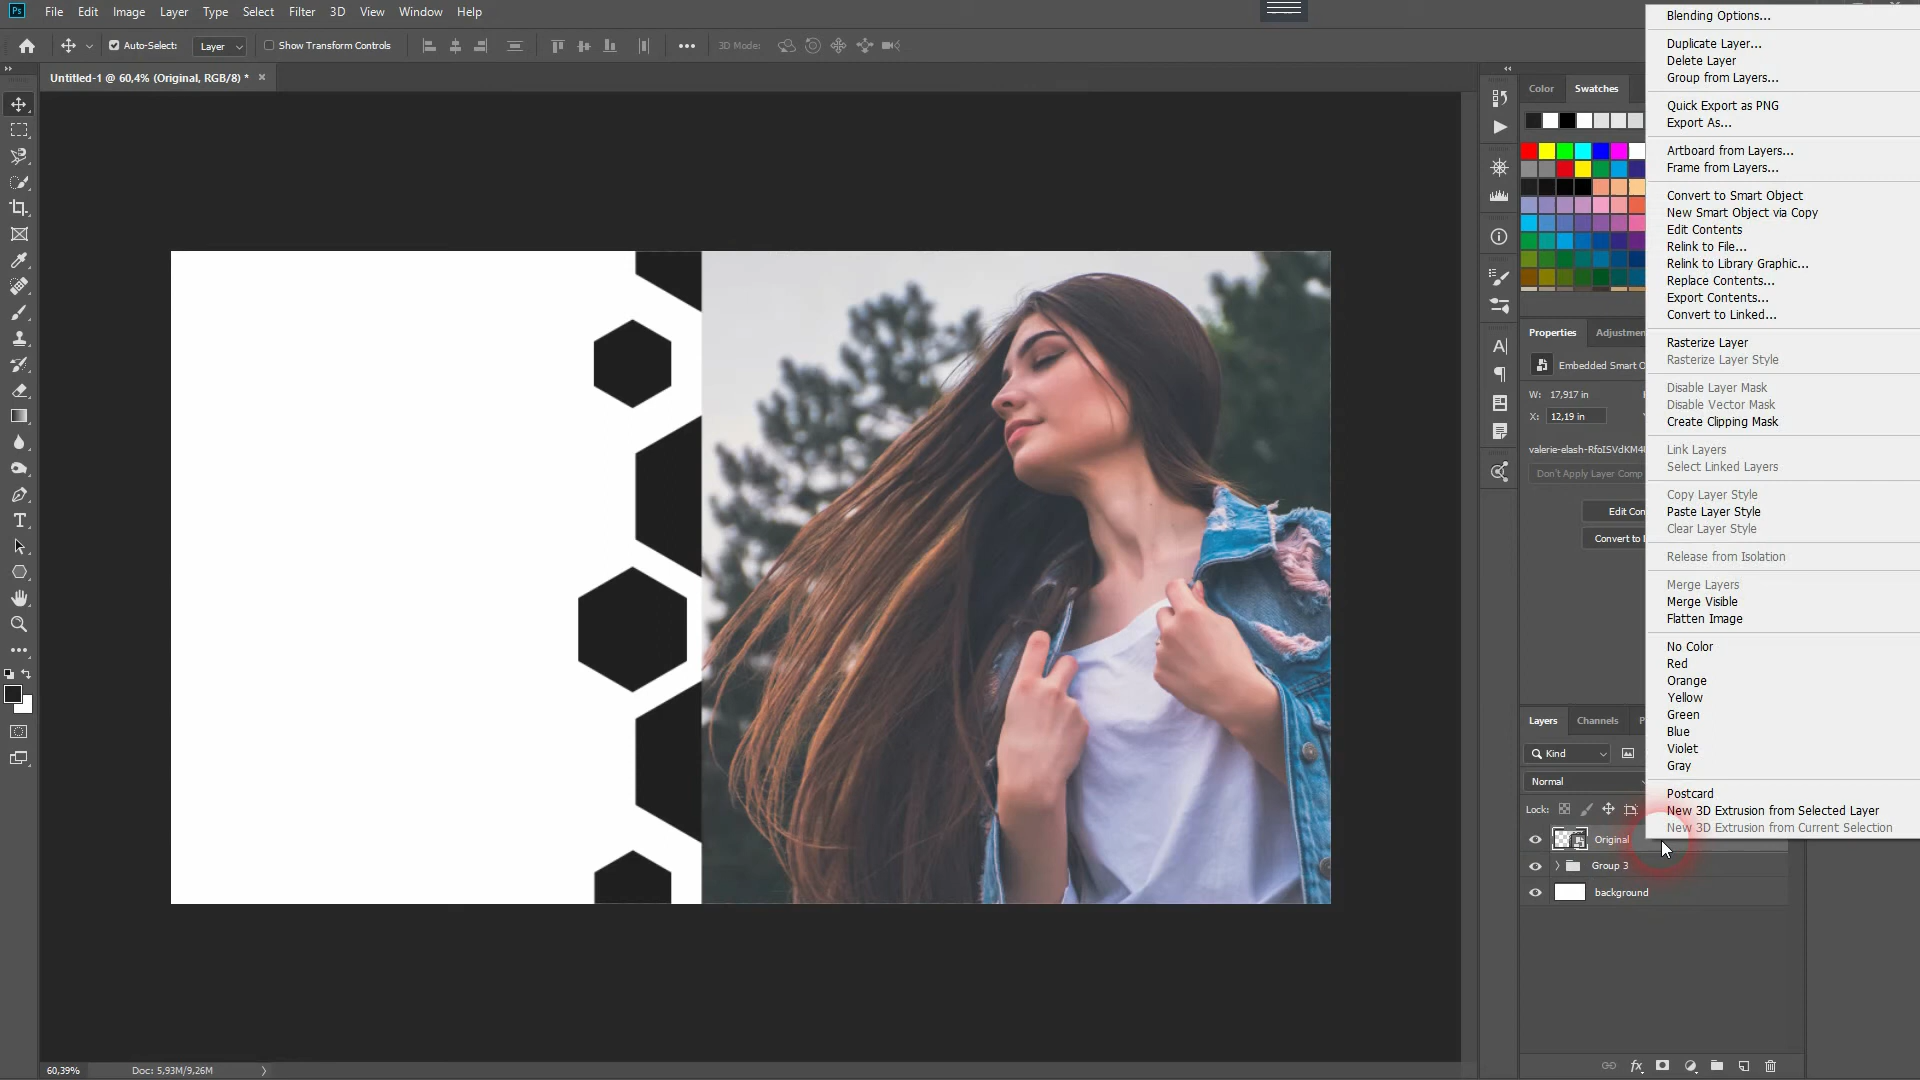 Ps File Edit Image Layer Type Select Filter 3D View Window Help
Auto-Select: Layer Show Transform Controls 3D Mode:
Untitled-1 @ 60,4% (Original, RGB/8) *
Color Swatches
Properties
Embedded Smart O
W: 17,917 in
X: 12,19 in
Don't Apply Layer Comp
Edit Con
Layers Channels
Kind
Normal
Lock:
Original
Group 3
background
Blending Options...
Duplicate Layer...
Delete Layer
Group from Layers...
Quick Export as PNG
Export As...
Artboard from Layers...
Frame from Layers...
Convert to Smart Object
New Smart Object via Copy
Edit Contents
Relink to File...
Relink to Library Graphic...
Replace Contents...
Export Contents...
Convert to Linked...
Rasterize Layer
Rasterize Layer Style
Disable Layer Mask
Disable Vector Mask
Create Clipping Mask
Link Layers
Select Linked Layers
Copy Layer Style
Paste Layer Style
Clear Layer Style
Release from Isolation
Merge Layers
Merge Visible
Flatten Image
No Color
Red
Orange
Yellow
Green
Blue
Violet
Gray
Postcard
New 3D Extrusion from Selected Layer
New 3D Extrusion from Current Selection
60,39% Doc: 5,93M/9,26M